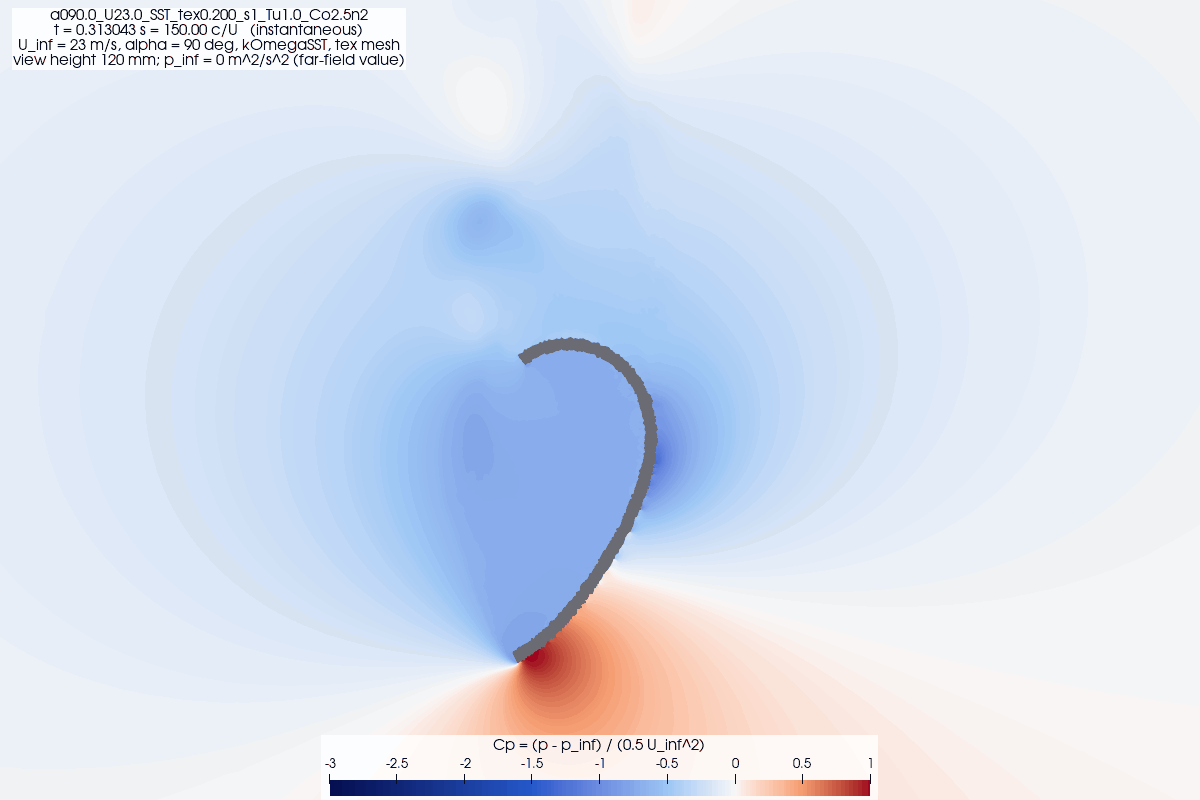 a090.0_U23.0_SST_tex0.200_s1_Tu1.0_Co2.5n2
t = 0.313043 s = 150.00 c/U (instantaneous)
U_inf = 23 m/s, alpha = 90 deg, kOmegaSST, tex mesh
view height 120 mm; p_inf = 0 m^2/s^2 (far-field value)
Cp = (p - p_inf) / (0.5 U_inf^2)
-3 -2.5 -2 -1.5 -1 -0.5 0 0.5 1